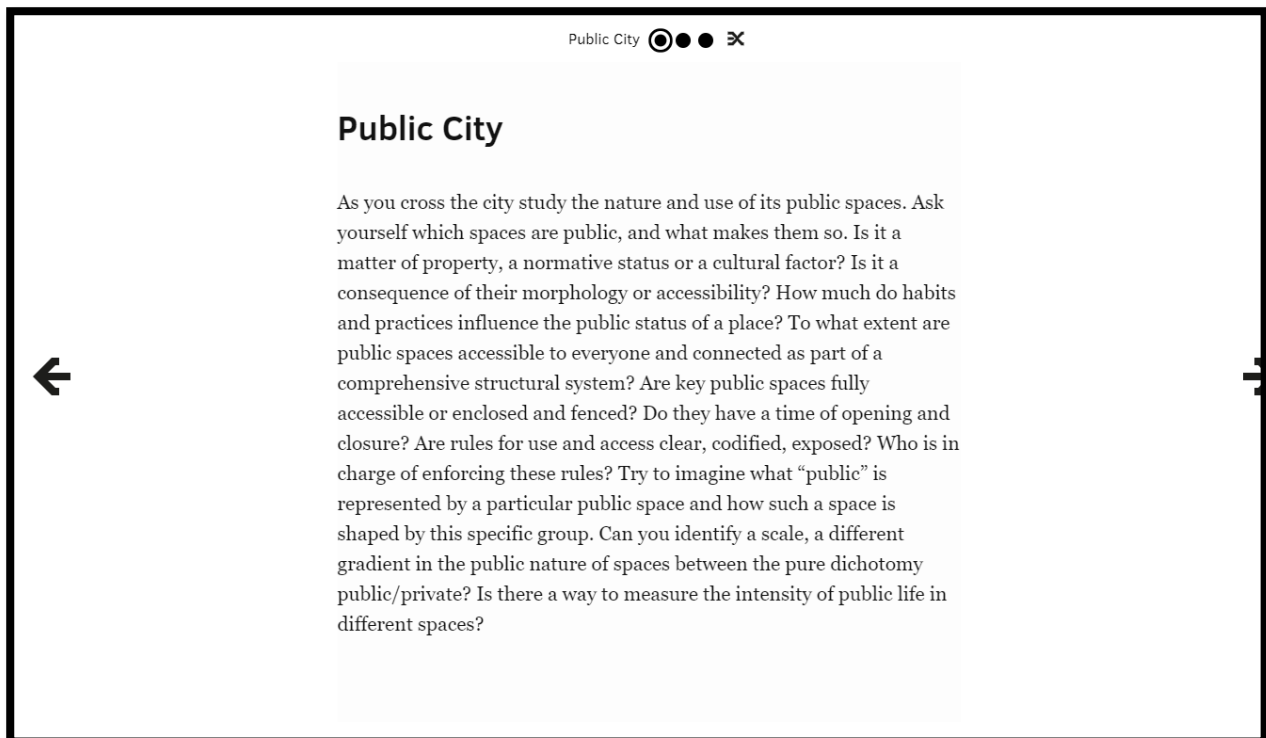 Public City
Public City
As you cross the city study the nature and use of its public spaces. Ask
yourself which spaces are public, and what makes them so. Is it a
matter of property, a normative status or a cultural factor? Is it a
consequence of their morphology or accessibility? How much do habits
and practices influence the public status of a place? To what extent are
public spaces accessible to everyone and connected as part of a
comprehensive structural system? Are key public spaces fully
accessible or enclosed and fenced? Do they have a time of opening and
closure? Are rules for use and access clear, codified, exposed? Who is in
charge of enforcing these rules? Try to imagine what “public” is
represented by a particular public space and how such a space is
shaped by this specific group. Can you identify a scale, a different
gradient in the public nature of spaces between the pure dichotomy
public/private? Is there a way to measure the intensity of public life in
different spaces?